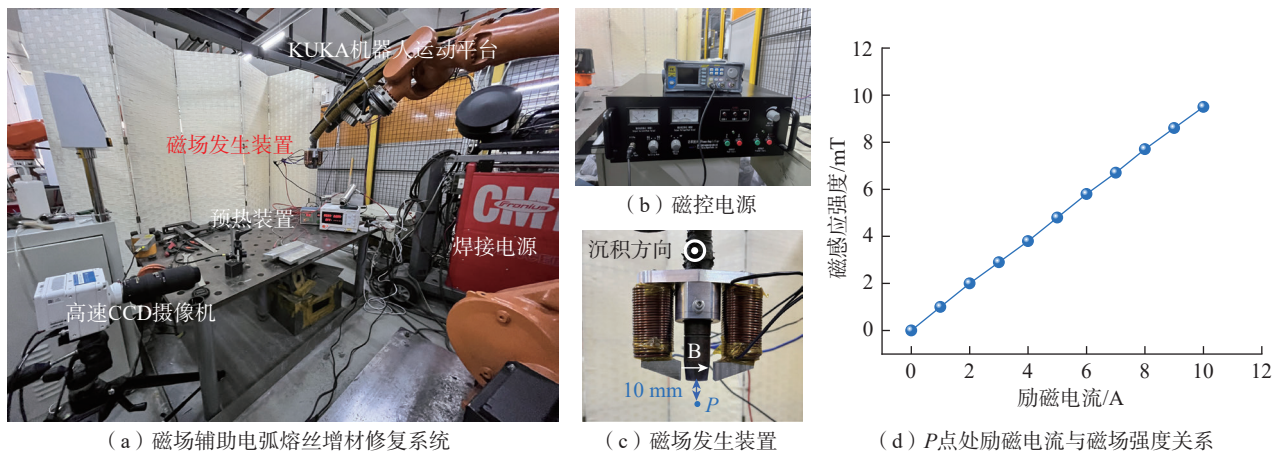 KUKA机器人运动平台
磁场发生装置
预热装置
CMT
Fronius
焊接电源
高速CCD摄像机
（a）磁场辅助电弧熔丝增材修复系统
（b）磁控电源
沉积方向
B
10 mm
P
（c）磁场发生装置
磁感应强度/mT
12
10
8
6
4
2
0
0 2 4 6 8 10 12
励磁电流/A
（d）P点处励磁电流与磁场强度关系